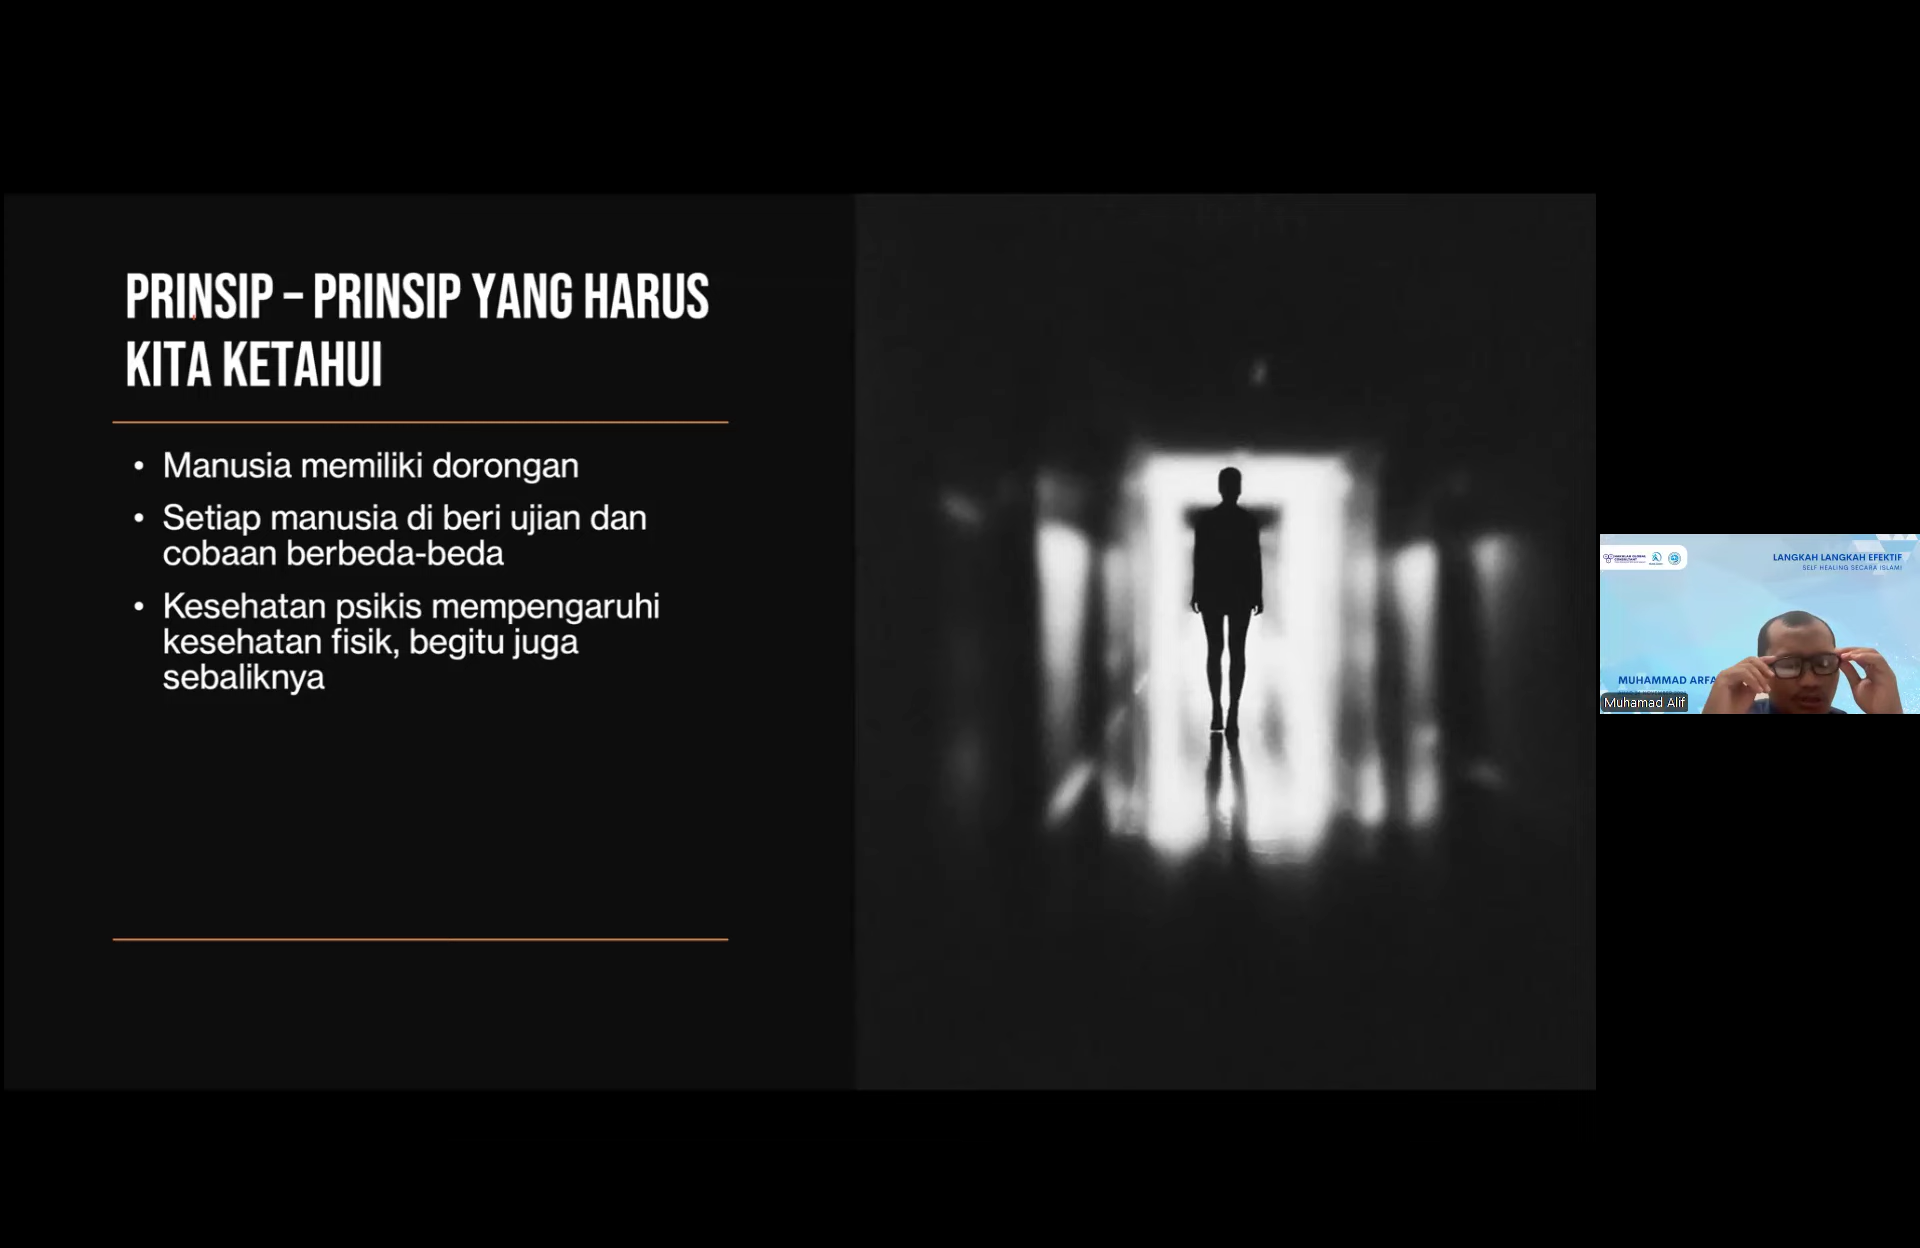 PRINSIP – PRINSIP YANG HARUS
KITA KETAHUI
• Manusia memiliki dorongan
• Setiap manusia di beri ujian dan
cobaan berbeda-beda
• Kesehatan psikis mempengaruhi
kesehatan fisik, begitu juga
sebaliknya
LANGKAH LANGKAH EFEKTIF
SELF HEALING SECARA ISLAMI
MUHAMMAD ARFA
Muhamad Alif